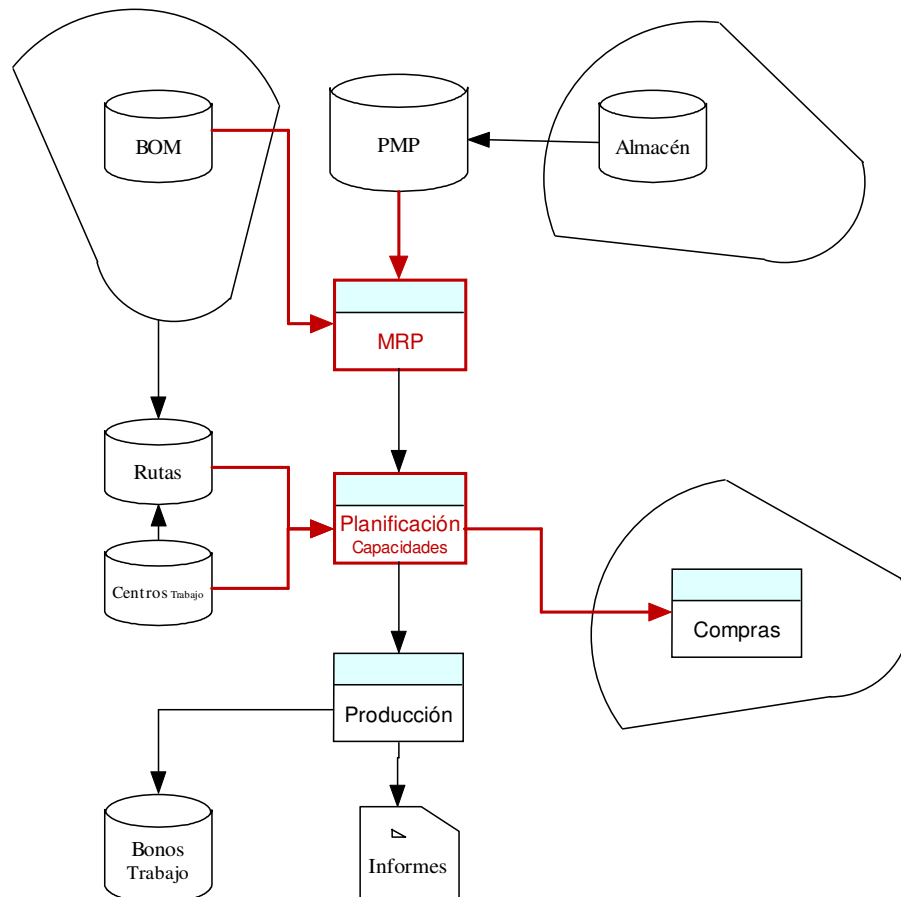 BOM
PMP
Almacén
MRP
Rutas
Planificación
Capacidades
Centros Trabajo
Compras
Producción
Bonos
Trabajo
Informes